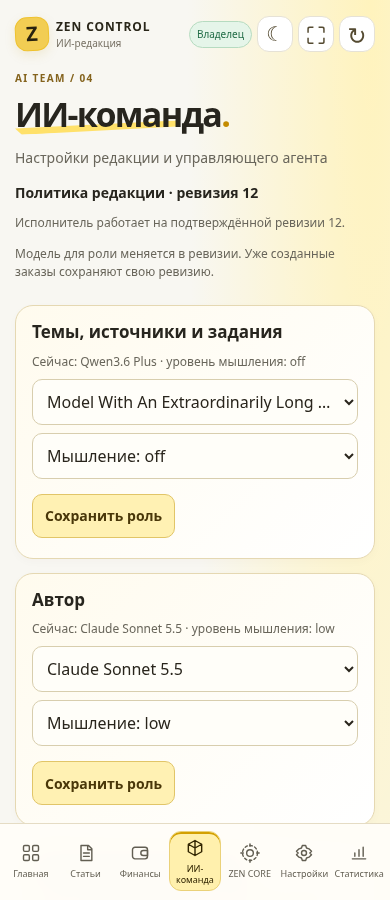 Z
ZEN CONTROL
ИИ-редакция
Владелец
AI TEAM / 04
ИИ-команда.
Настройки редакции и управляющего агента
Политика редакции · ревизия 12
Исполнитель работает на подтверждённой ревизии 12.
Модель для роли меняется в ревизии. Уже созданные
заказы сохраняют свою ревизию.
Темы, источники и задания
Сейчас: Qwen3.6 Plus · уровень мышления: off
Model With An Extraordinarily Long ...
Мышление: off
Сохранить роль
Автор
Сейчас: Claude Sonnet 5.5 · уровень мышления: low
Claude Sonnet 5.5
Мышление: low
Сохранить роль
Главная
Статьи
Финансы
ИИ-
команда
ZEN CORE
Настройки
Статистика